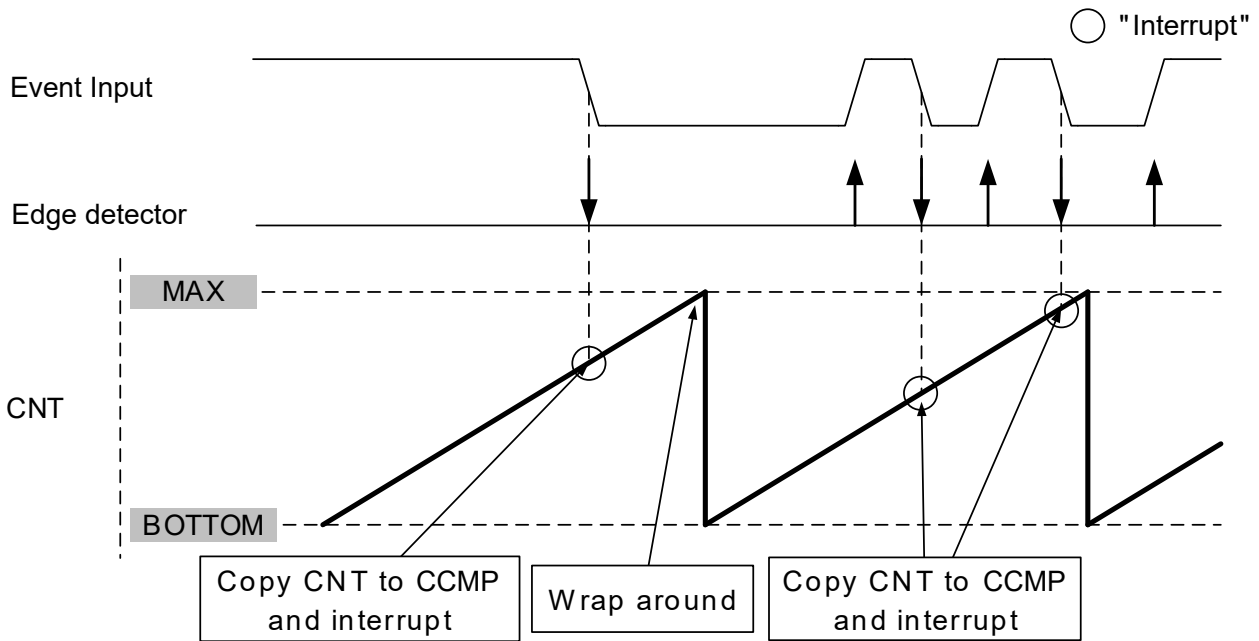 "Interrupt"
Event Input
Edge detector
MAX
CNT
BOTTOM
Copy CNT to CCMP
and interrupt
Wrap around
Copy CNT to CCMP
and interrupt